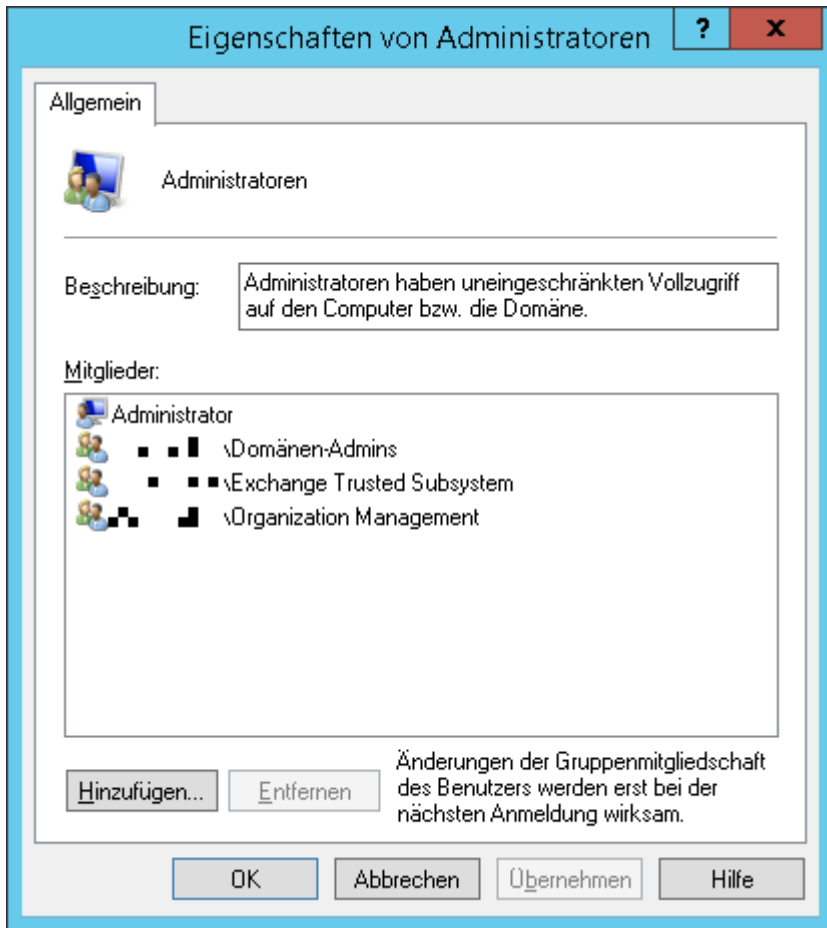 Eigenschaften von Administratoren
?
x
Allgemein
Administratoren
Beschreibung:
Administratoren haben uneingeschränkten Vollzugriff
auf den Computer bzw. die Domäne.
Mitglieder:
Administrator
\Domänen-Admins
\Exchange Trusted Subsystem
\Organization Management
Hinzufügen...
Entfernen
Änderungen der Gruppenmitgliedschaft
des Benutzers werden erst bei der
nächsten Anmeldung wirksam.
OK
Abbrechen
Übernehmen
Hilfe